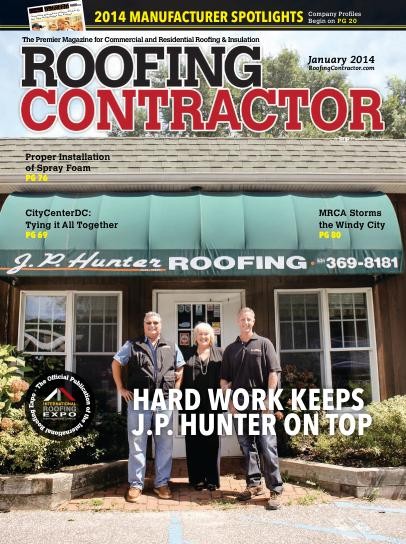 2014 MANUFACTURER SPOTLIGHTS
Company Profiles
Begin on PG 20
The Premier Magazine for Commercial and Residential Roofing & Insulation
ROOFING
CONTRACTOR
January 2014
RoofingContractor.com
Proper Installation
of Spray Foam
PG 76
CityCenterDC:
Tying it All Together
PG 69
MRCA Storms
the Windy City
PG 80
J.P. Hunter ROOFING 369-8181
The Official Publication of the International Roofing Expo
INTERNATIONAL
ROOFING
EXPO
HARD WORK KEEPS
J.P. HUNTER ON TOP